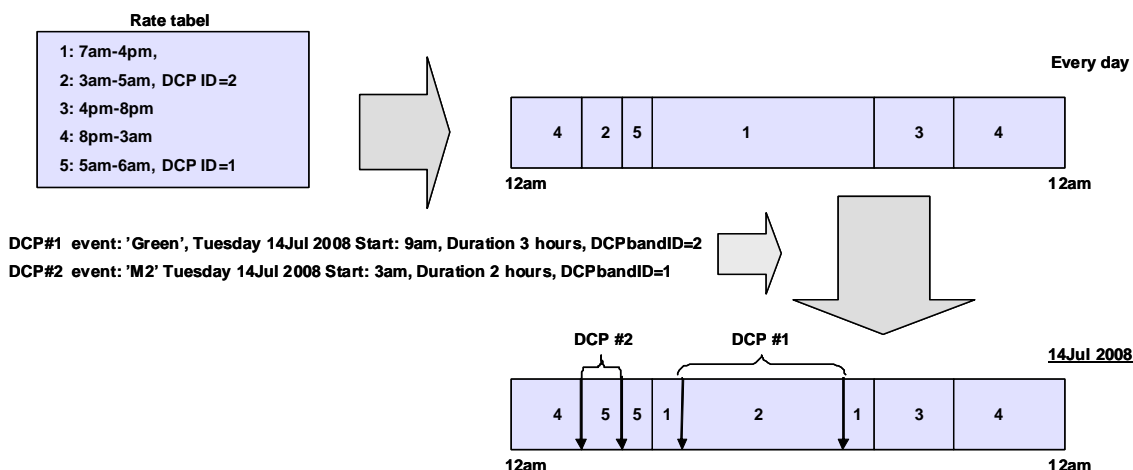 Rate tabel
1: 7am-4pm,
2: 3am-5am, DCP ID=2
3: 4pm-8pm
4: 8pm-3am
5: 5am-6am, DCP ID=1
Every day
4 2 5 1 3 4
12am 12am
DCP#1 event: ’Green’, Tuesday 14Jul 2008 Start: 9am, Duration 3 hours, DCPbandID=2
DCP#2 event: ’M2’ Tuesday 14Jul 2008 Start: 3am, Duration 2 hours, DCPbandID=1
DCP #2 DCP #1
14Jul 2008
4 5 5 1 2 1 3 4
12am 12am